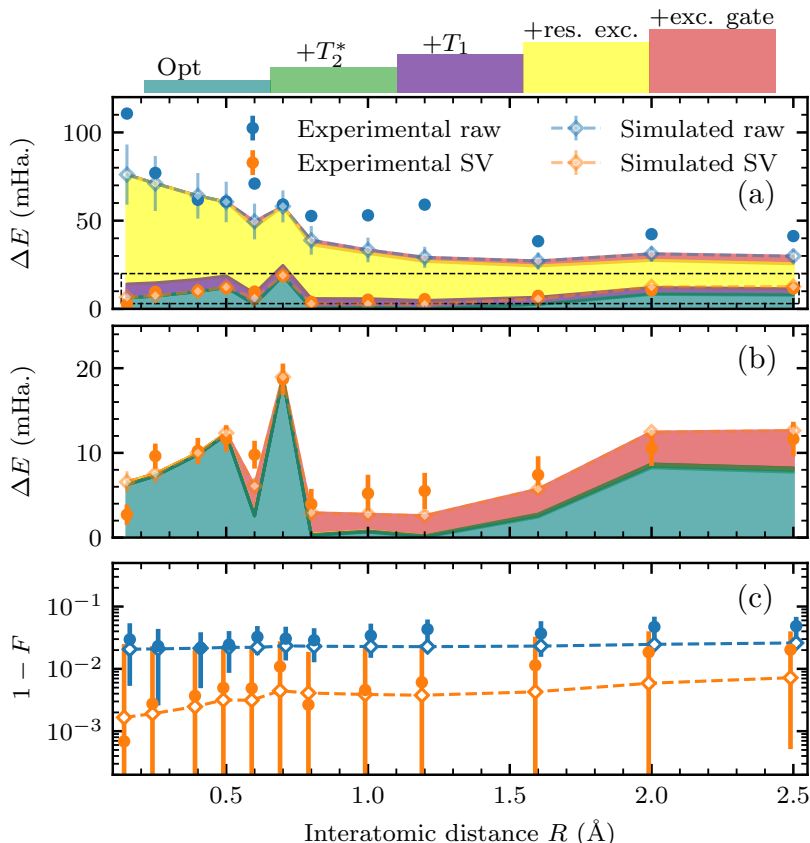 Opt +T₂* +T₁ +res. exc. +exc. gate
Experimental raw Simulated raw
Experimental SV Simulated SV
(a)
ΔE (mHa.)
100
50
0
(b)
ΔE (mHa.)
20
10
0
(c)
1 − F
10⁻¹
10⁻²
10⁻³
0.5 1.0 1.5 2.0 2.5
Interatomic distance R (Å)